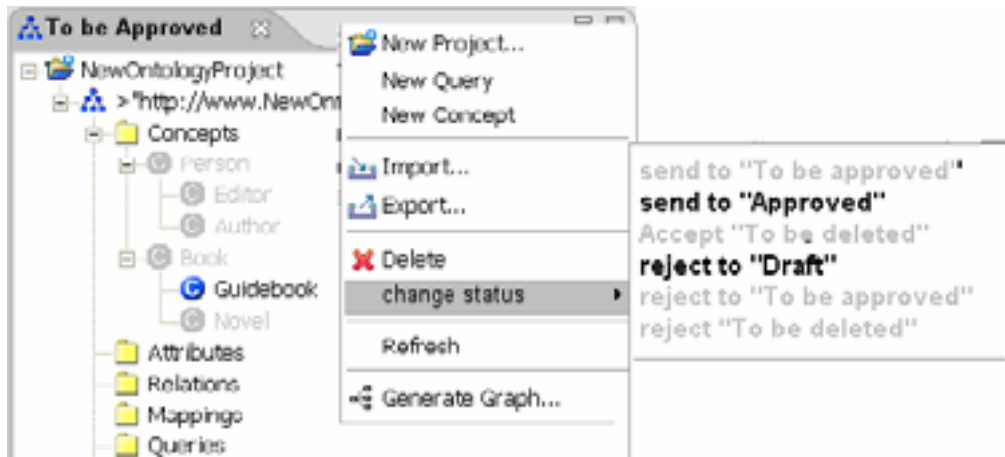 To be Approved
NewOntologyProject
>"http://www.NewOn
Concepts
Person
Editor
Author
Book
Guidebook
Novel
Attributes
Relations
Mappings
Queries
New Project...
New Query
New Concept
Import...
Export...
Delete
change status
Refresh
Generate Graph...
send to "To be approved"
send to "Approved"
Accept "To be deleted"
reject to "Draft"
reject to "To be approved"
reject "To be deleted"